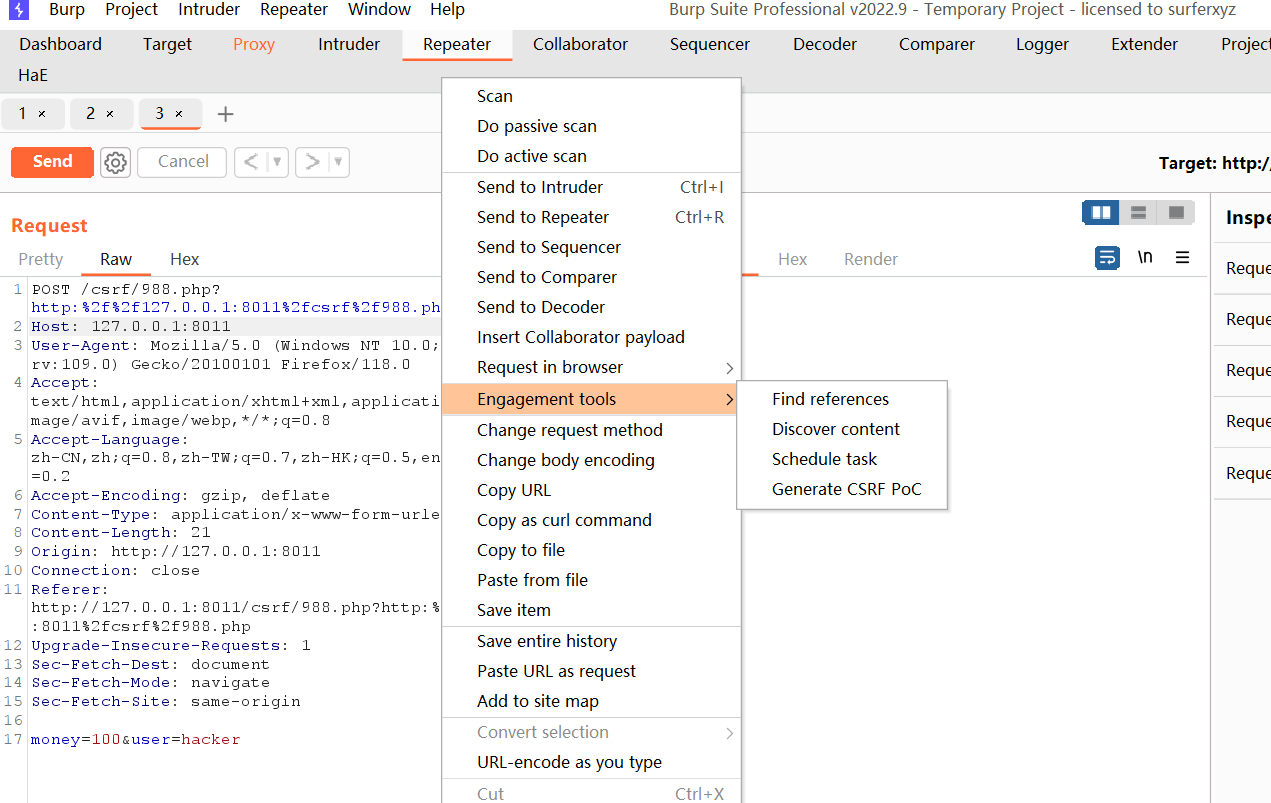 Burp Project Intruder Repeater Window Help Burp Suite Professional v2022.9 - Temporary Project - licensed to surferxyz
Dashboard Target Proxy Intruder Repeater Collaborator Sequencer Decoder Comparer Logger Extender Project
HaE
1 × 2 × 3 × +
Send Cancel < ▼ > ▼ Target: http:/
Request
Pretty Raw Hex
Hex Render
\n
Inspe
Reque
Reque
Reque
Reque
Reque
1 POST /csrf/988.php?
http:%2f%2f127.0.0.1:8011%2fcsrf%2f988.ph
2 Host: 127.0.0.1:8011
3 User-Agent: Mozilla/5.0 (Windows NT 10.0;
rv:109.0) Gecko/20100101 Firefox/118.0
4 Accept:
text/html,application/xhtml+xml,applicati
mage/avif,image/webp,*/*;q=0.8
5 Accept-Language:
zh-CN,zh;q=0.8,zh-TW;q=0.7,zh-HK;q=0.5,en
=0.2
6 Accept-Encoding: gzip, deflate
7 Content-Type: application/x-www-form-urle
8 Content-Length: 21
9 Origin: http://127.0.0.1:8011
10 Connection: close
11 Referer:
http://127.0.0.1:8011/csrf/988.php?http:%
:8011%2fcsrf%2f988.php
12 Upgrade-Insecure-Requests: 1
13 Sec-Fetch-Dest: document
14 Sec-Fetch-Mode: navigate
15 Sec-Fetch-Site: same-origin
16
17 money=100&user=hacker
Scan
Do passive scan
Do active scan
Send to Intruder Ctrl+I
Send to Repeater Ctrl+R
Send to Sequencer
Send to Comparer
Send to Decoder
Insert Collaborator payload
Request in browser >
Engagement tools >
Change request method
Change body encoding
Copy URL
Copy as curl command
Copy to file
Paste from file
Save item
Save entire history
Paste URL as request
Add to site map
Convert selection >
URL-encode as you type
Cut Ctrl+X
Find references
Discover content
Schedule task
Generate CSRF PoC